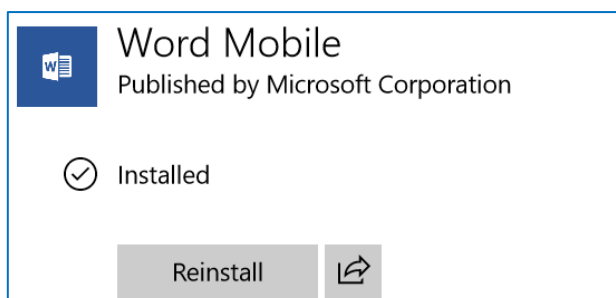 W
Word Mobile
Published by Microsoft Corporation
Installed
Reinstall